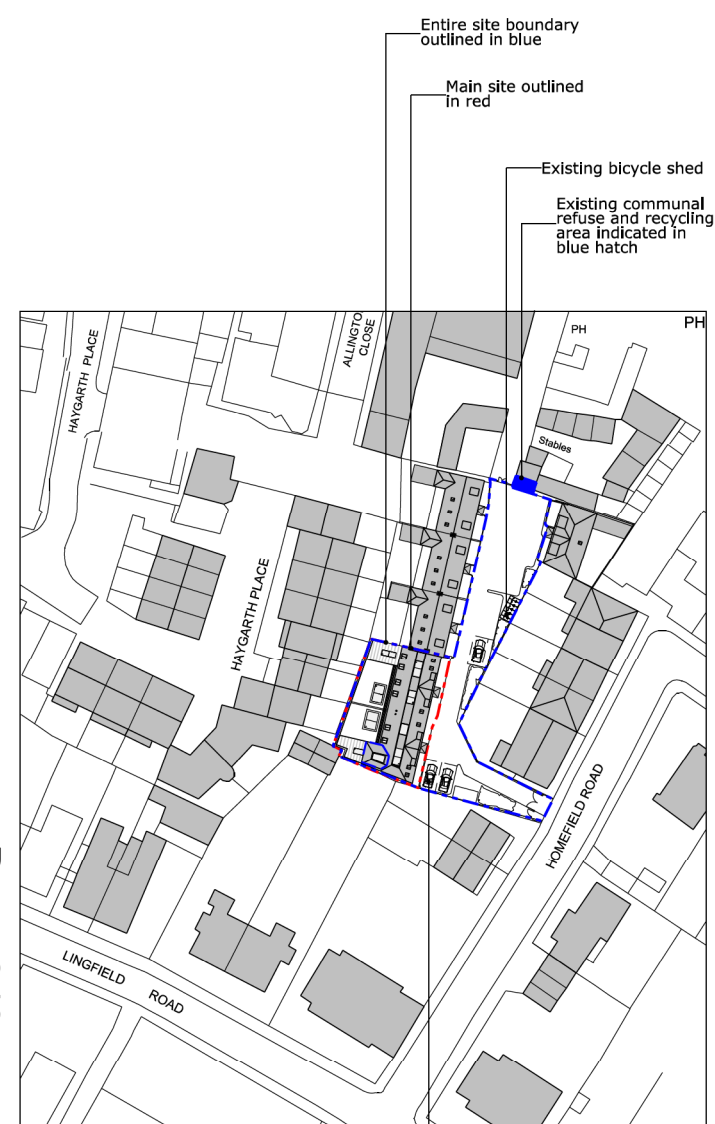 Entire site boundary
outlined in blue
Main site outlined
in red
Existing bicycle shed
Existing communal
refuse and recycling
area indicated in
blue hatch
PH
PH
HAYGARTH PLACE
ALLINGTO
CLOSE
Stables
HAYGARTH PLACE
HOMEFIELD ROAD
LINGFIELD ROAD